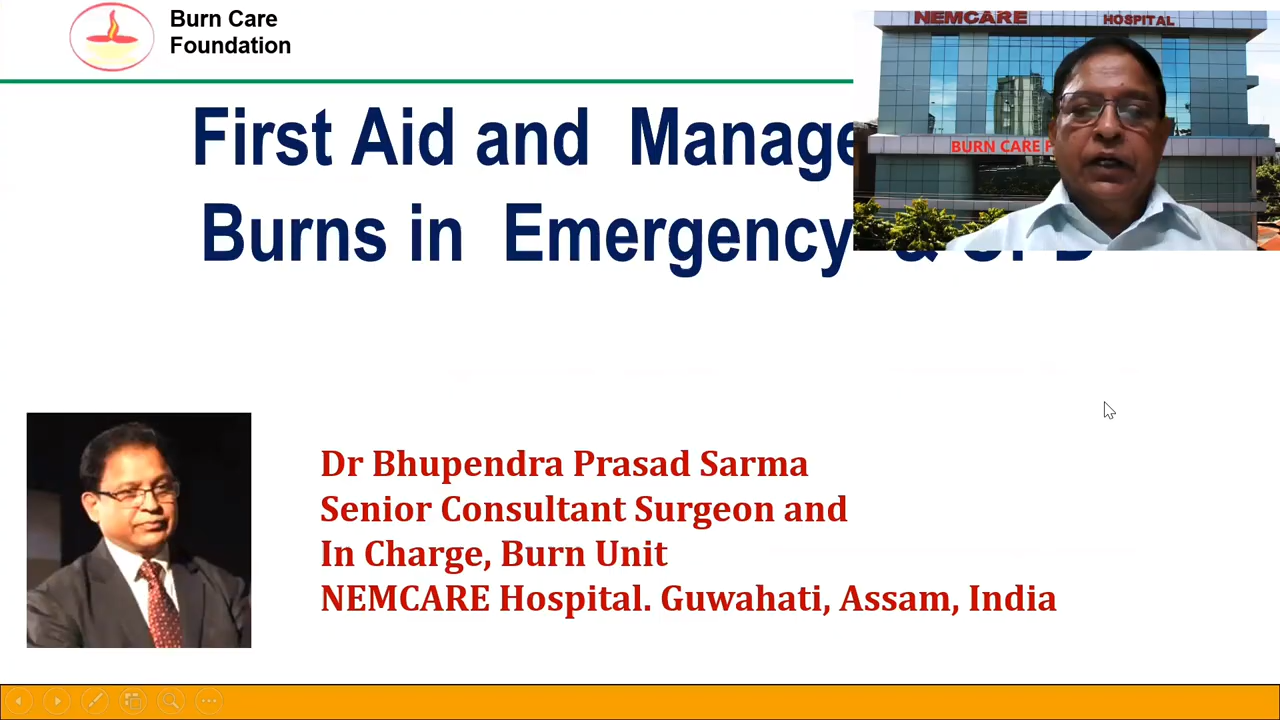 Burn Care
Foundation
NEMCARE HOSPITAL
BURN CARE
First Aid and Manage
Burns in Emergency &
Dr Bhupendra Prasad Sarma
Senior Consultant Surgeon and
In Charge, Burn Unit
NEMCARE Hospital. Guwahati, Assam, India